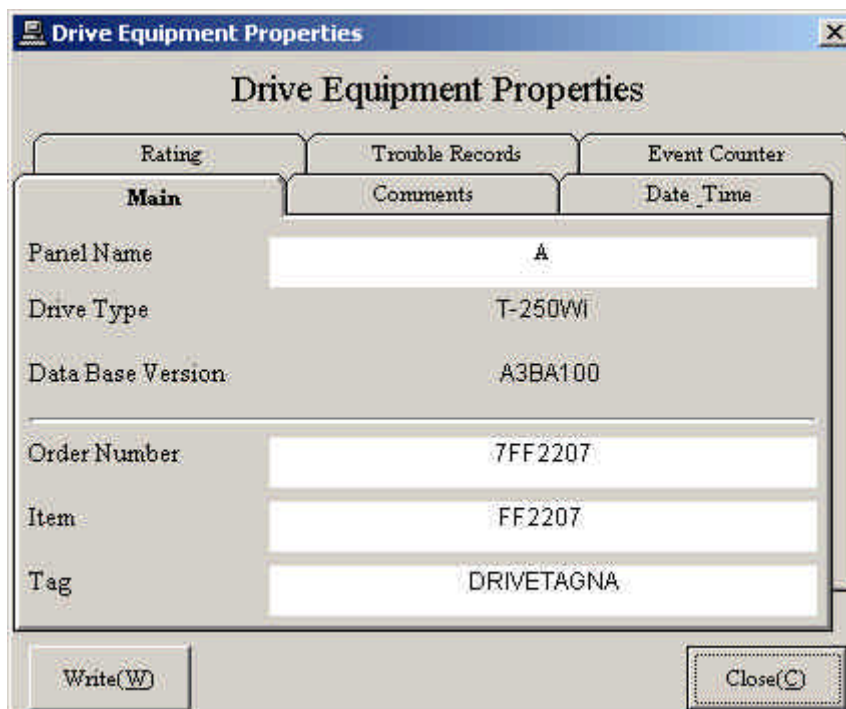 Drive Equipment Properties
Drive Equipment Properties
Rating Trouble Records Event Counter
Main Comments Date_Time
Panel Name A
Drive Type T-250WI
Data Base Version A3BA100
Order Number 7FF2207
Item FF2207
Tag DRIVETAGNA
Write(W) Close(C)